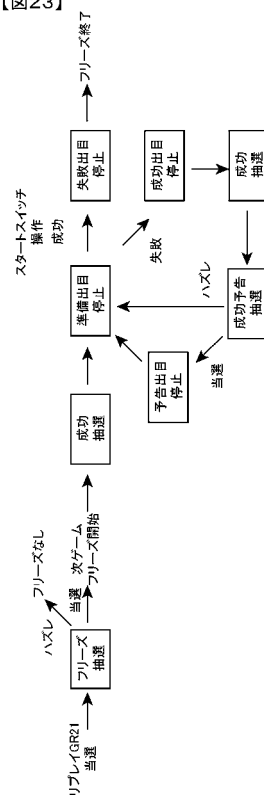 【図23】
リプレイGR21
当選
フリーズ
抽選
ハズレ
フリーズなし
当選
次ゲーム
フリーズ開始
成功
抽選
準備出目
停止
スタートスイッチ
操作
成功
失敗出目
停止
フリーズ終了
失敗
成功出目
停止
成功
抽選
成功予告
抽選
ハズレ
当選
予告出目
停止